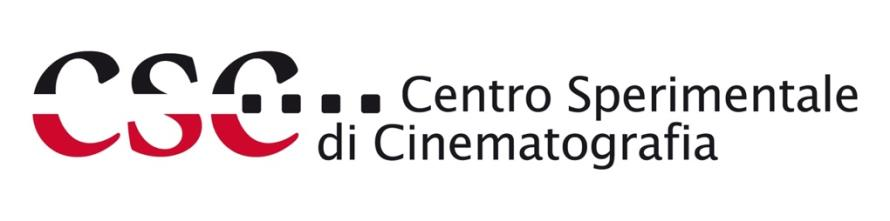 CSC Centro Sperimentale
di Cinematografia